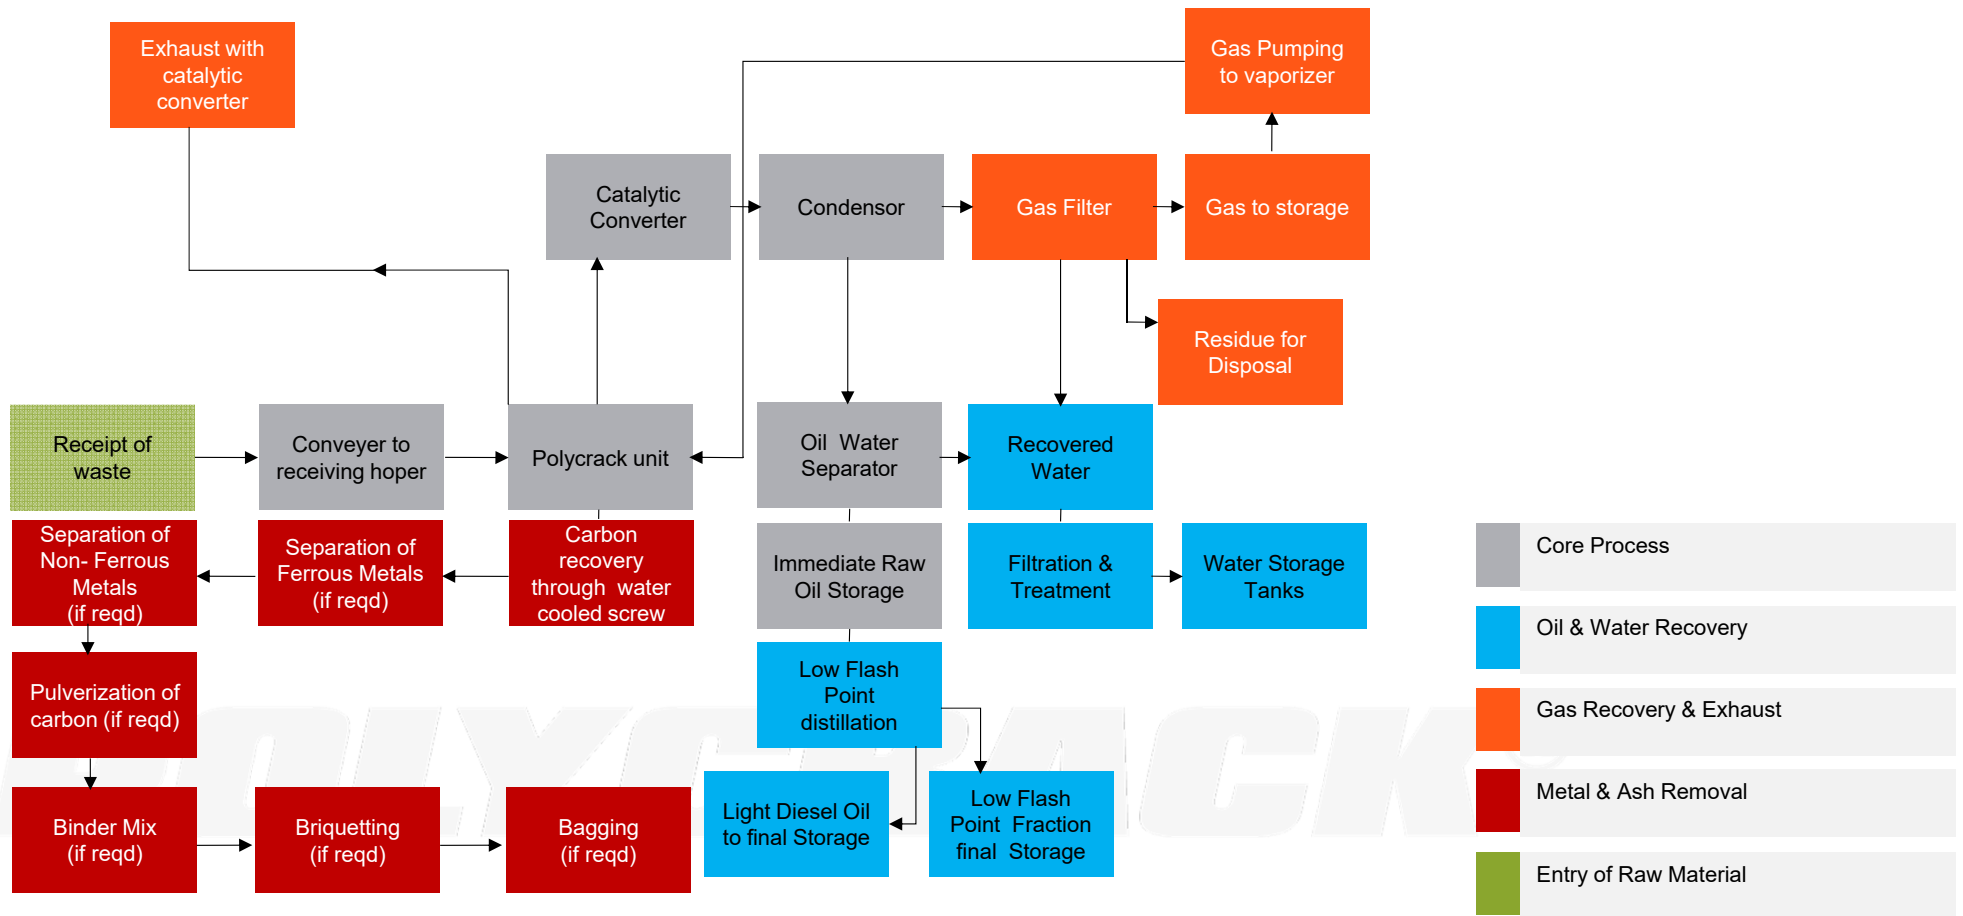 Exhaust with
catalytic
converter
Gas Pumping
to vaporizer
Catalytic
Converter
Condensor
Gas Filter
Gas to storage
Residue for
Disposal
Receipt of
waste
Conveyer to
receiving hoper
Polycrack unit
Oil Water
Separator
Recovered
Water
Separation of
Non- Ferrous
Metals
(if reqd)
Separation of
Ferrous Metals
(if reqd)
Carbon
recovery
through water
cooled screw
Immediate Raw
Oil Storage
Filtration &
Treatment
Water Storage
Tanks
Pulverization of
carbon (if reqd)
Low Flash
Point
distillation
Binder Mix
(if reqd)
Briquetting
(if reqd)
Bagging
(if reqd)
Light Diesel Oil
to final Storage
Low Flash
Point Fraction
final Storage
Core Process
Oil & Water Recovery
Gas Recovery & Exhaust
Metal & Ash Removal
Entry of Raw Material
POLYCRACK